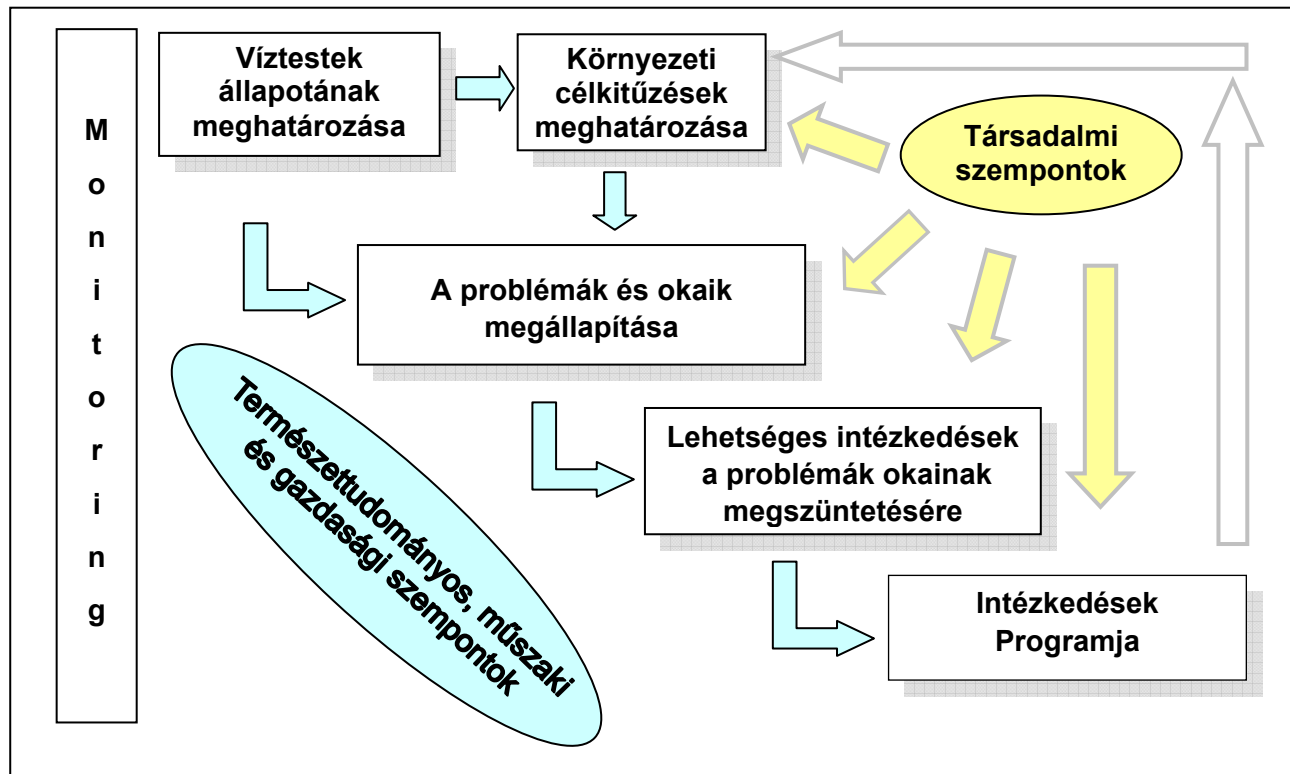 Monitoring
Víztestek
állapotának
meghatározása
Környezeti
célkitűzések
meghatározása
Társadalmi
szempontok
A problémák és okaik
megállapítása
Természettudományos, műszaki
és gazdasági szempontok
Lehetséges intézkedések
a problémák okainak
megszüntetésére
Intézkedések
Programja